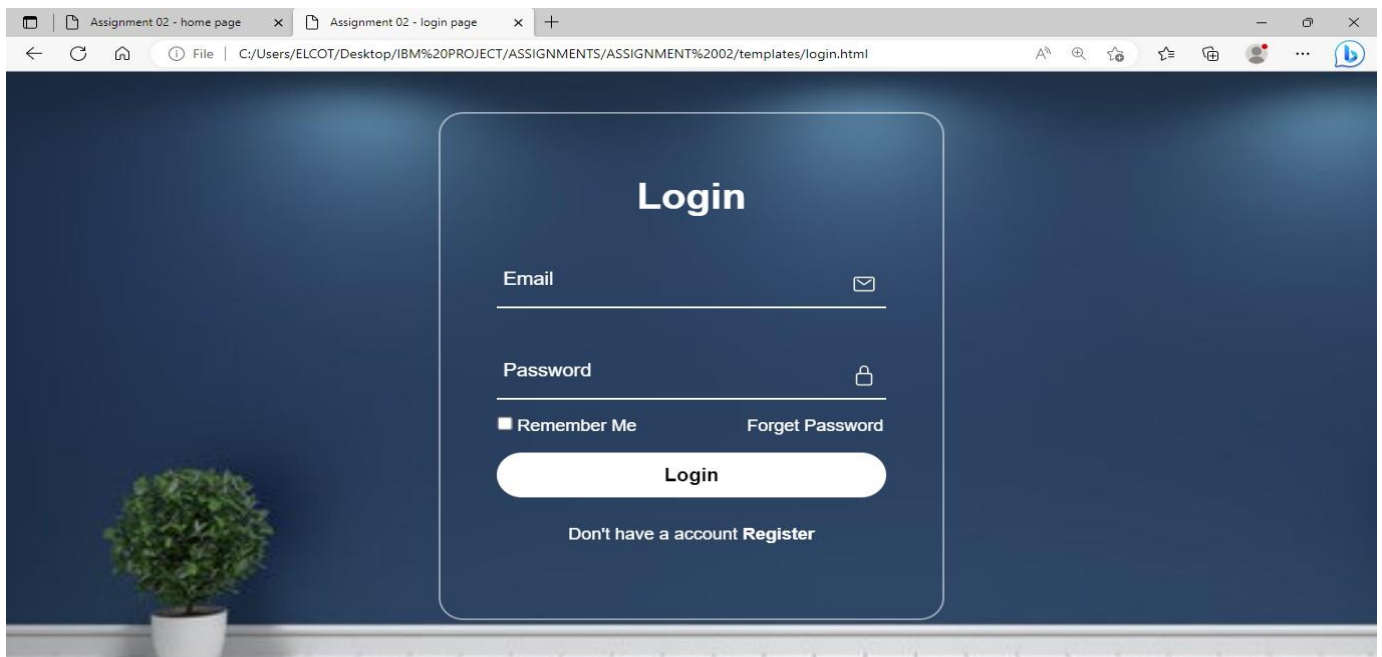 Assignment 02 - home page
Assignment 02 - login page
File
C:/Users/ELCOT/Desktop/IBM%20PROJECT/ASSIGNMENTS/ASSIGNMENT%2002/templates/login.html
Login
Email
Password
Remember Me
Forget Password
Login
Don't have a account Register